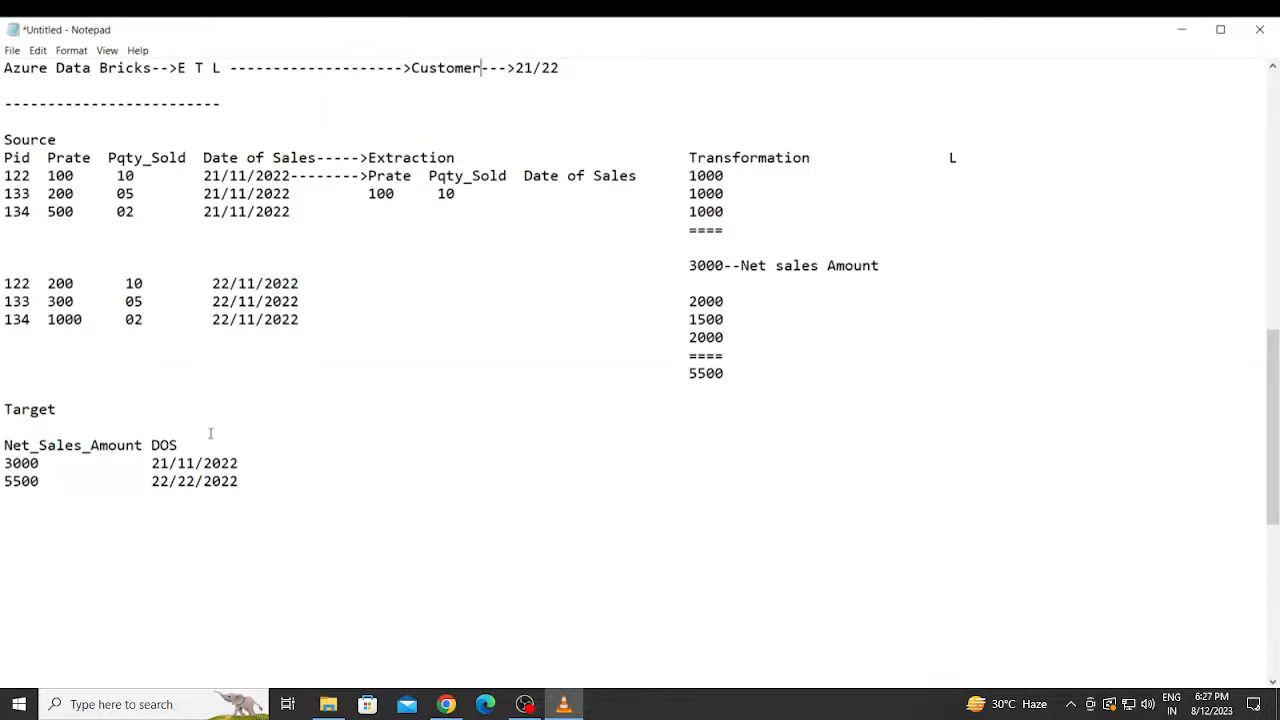 *Untitled - Notepad
File Edit Format View Help
Azure Data Bricks-->E T L -------------------->Customer--->21/22
-------------------------
Source
Pid Prate Pqty_Sold Date of Sales----->Extraction Transformation L
122 100 10 21/11/2022-------->Prate Pqty_Sold Date of Sales 1000
133 200 05 21/11/2022 100 10 1000
134 500 02 21/11/2022 1000
====
3000--Net sales Amount
122 200 10 22/11/2022
133 300 05 22/11/2022 2000
134 1000 02 22/11/2022 1500
2000
====
5500
Target
Net_Sales_Amount DOS
3000 21/11/2022
5500 22/22/2022
Type here to search
30°C Haze
ENG
IN
6:27 PM
8/12/2023